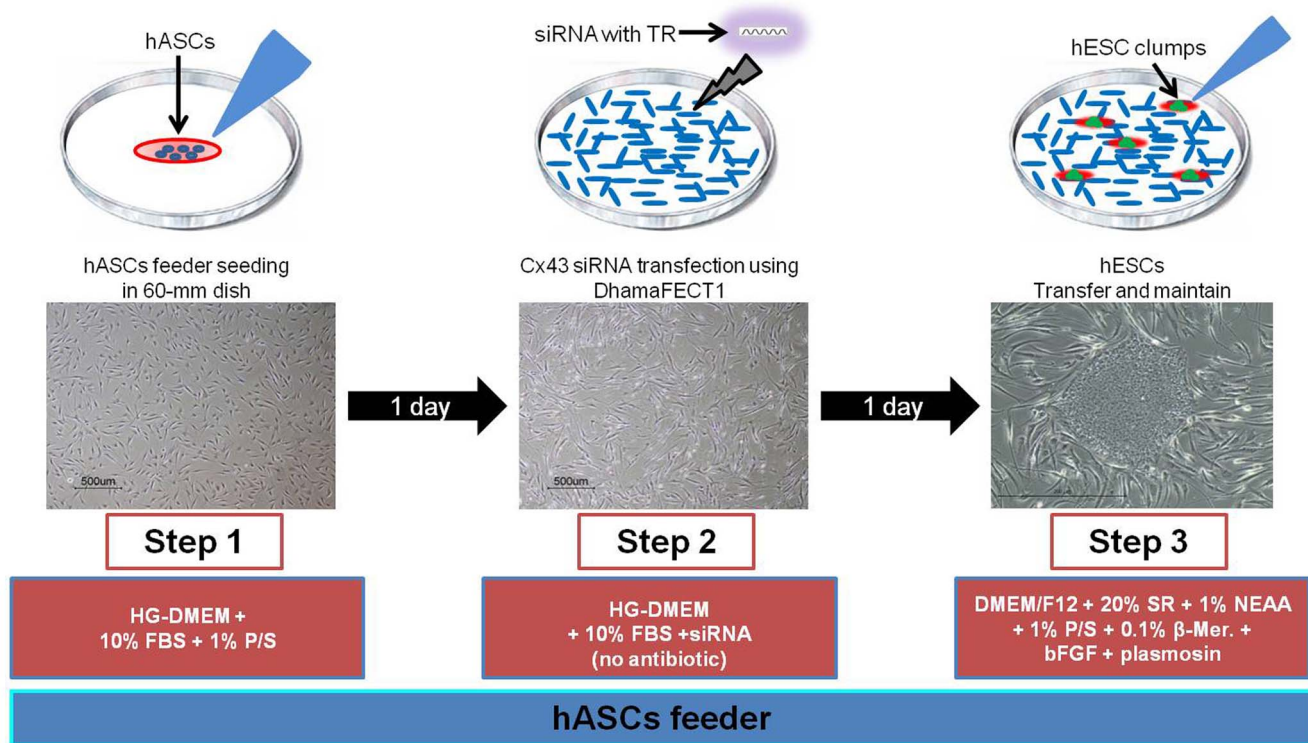 hASCs
siRNA with TR
hESC clumps
hASCs feeder seeding
in 60-mm dish
Cx43 siRNA transfection using
DhamaFECT1
hESCs
Transfer and maintain
500um
1 day
500um
1 day
Step 1
Step 2
Step 3
HG-DMEM +
10% FBS + 1% P/S
HG-DMEM
+ 10% FBS +siRNA
(no antibiotic)
DMEM/F12 + 20% SR + 1% NEAA
+ 1% P/S + 0.1% β-Mer. +
bFGF + plasmosin
hASCs feeder